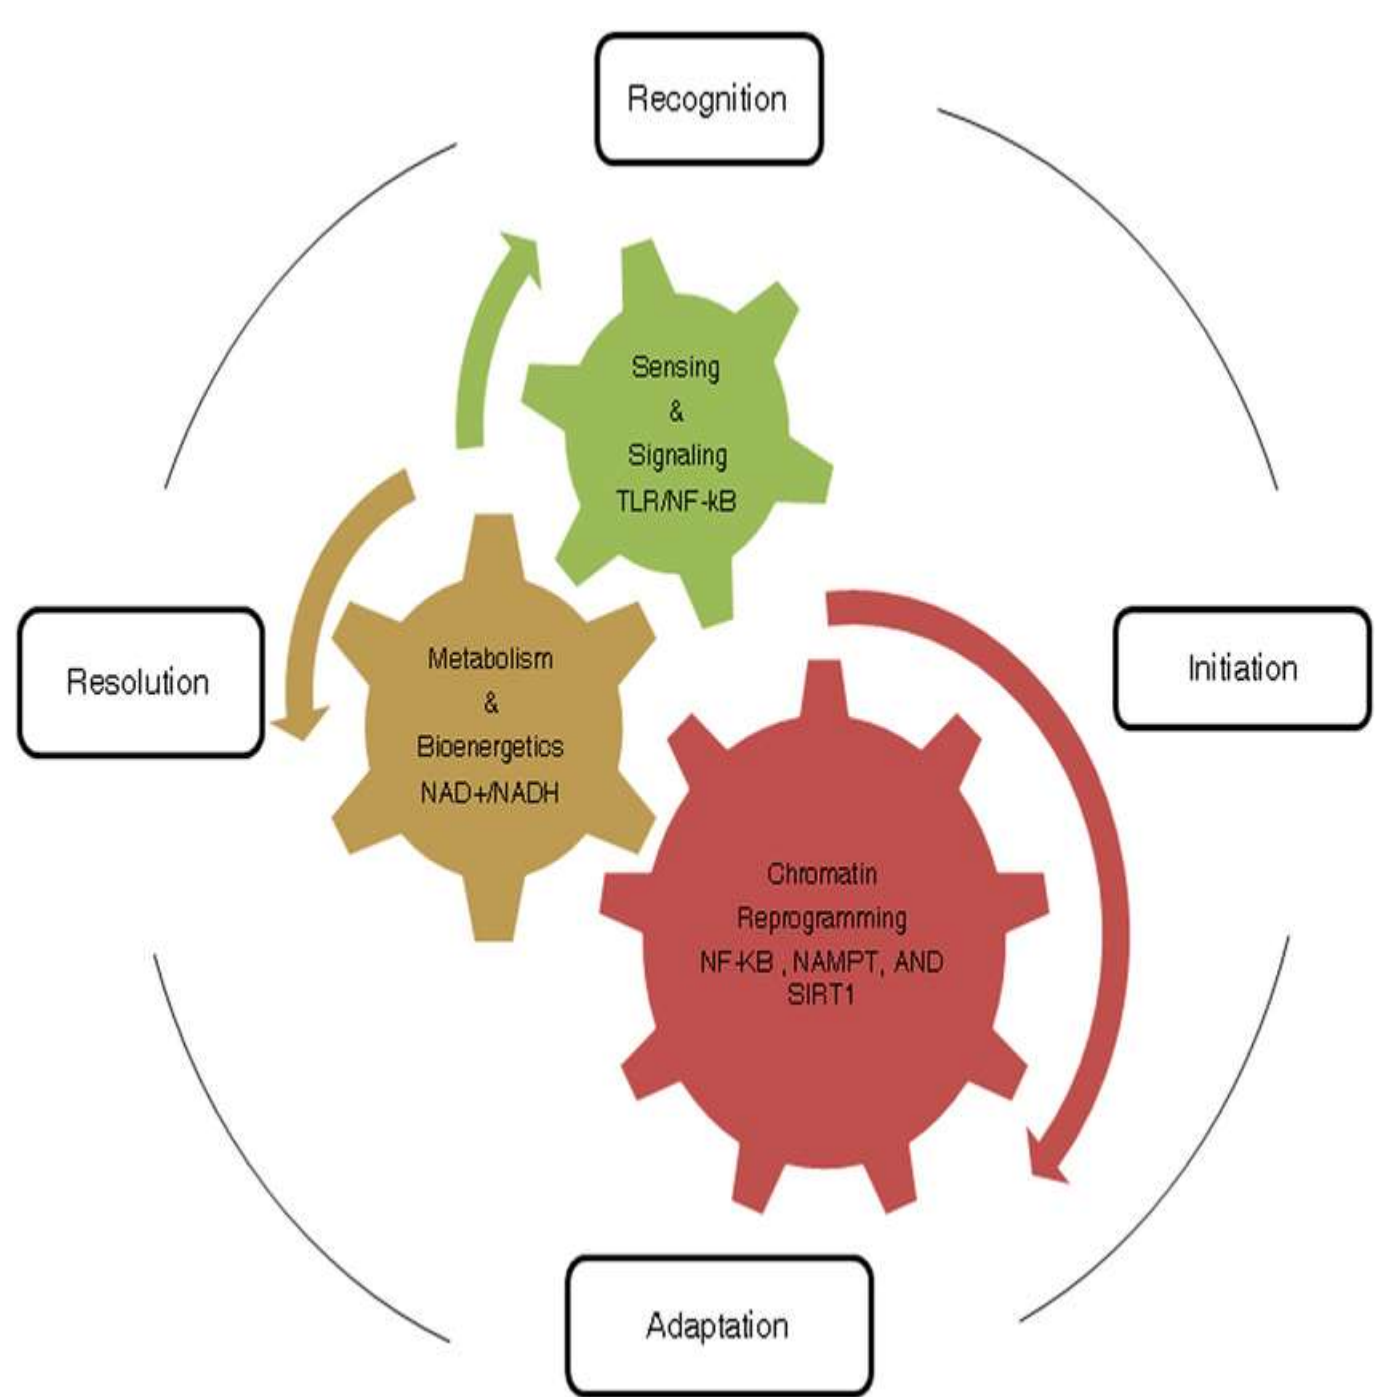 Recognition
Sensing
&
Signaling
TLR/NF-kB
Resolution
Metabolism
&
Bioenergetics
NAD+/NADH
Initiation
Chromatin
Reprogramming
NF-KB , NAMPT, AND
SIRT1
Adaptation